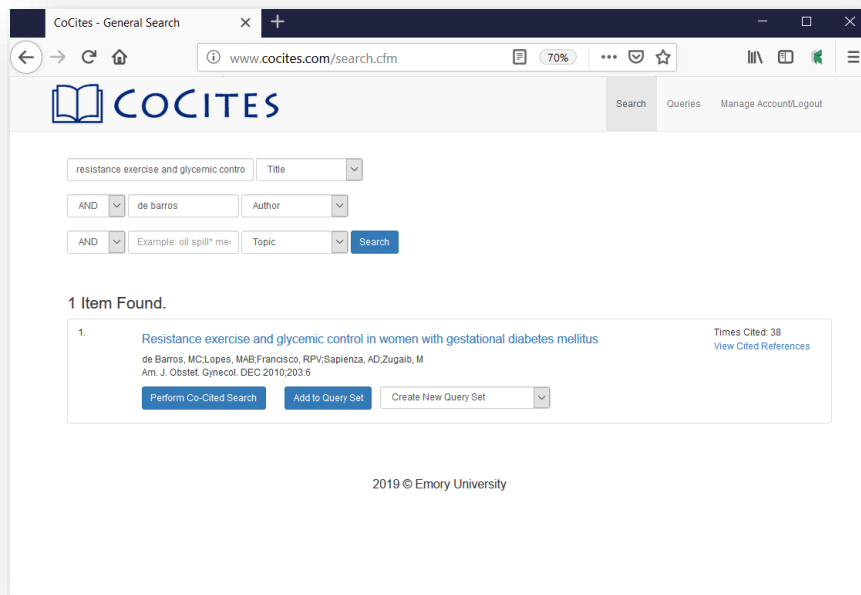 CoCites - General Search
www.cocites.com/search.cfm
70%
COCITES
Search
Queries
Manage Account/Logout
resistance exercise and glycemic contro
Title
AND
de barros
Author
AND
Example: oil spill* me
Topic
Search
1 Item Found.
1.
Resistance exercise and glycemic control in women with gestational diabetes mellitus
Times Cited: 38
View Cited References
de Barros, MC;Lopes, MAB;Francisco, RPV;Sapienza, AD;Zugaib, M
Am. J. Obstet. Gynecol. DEC 2010;203:6
Perform Co-Cited Search
Add to Query Set
Create New Query Set
2019 © Emory University